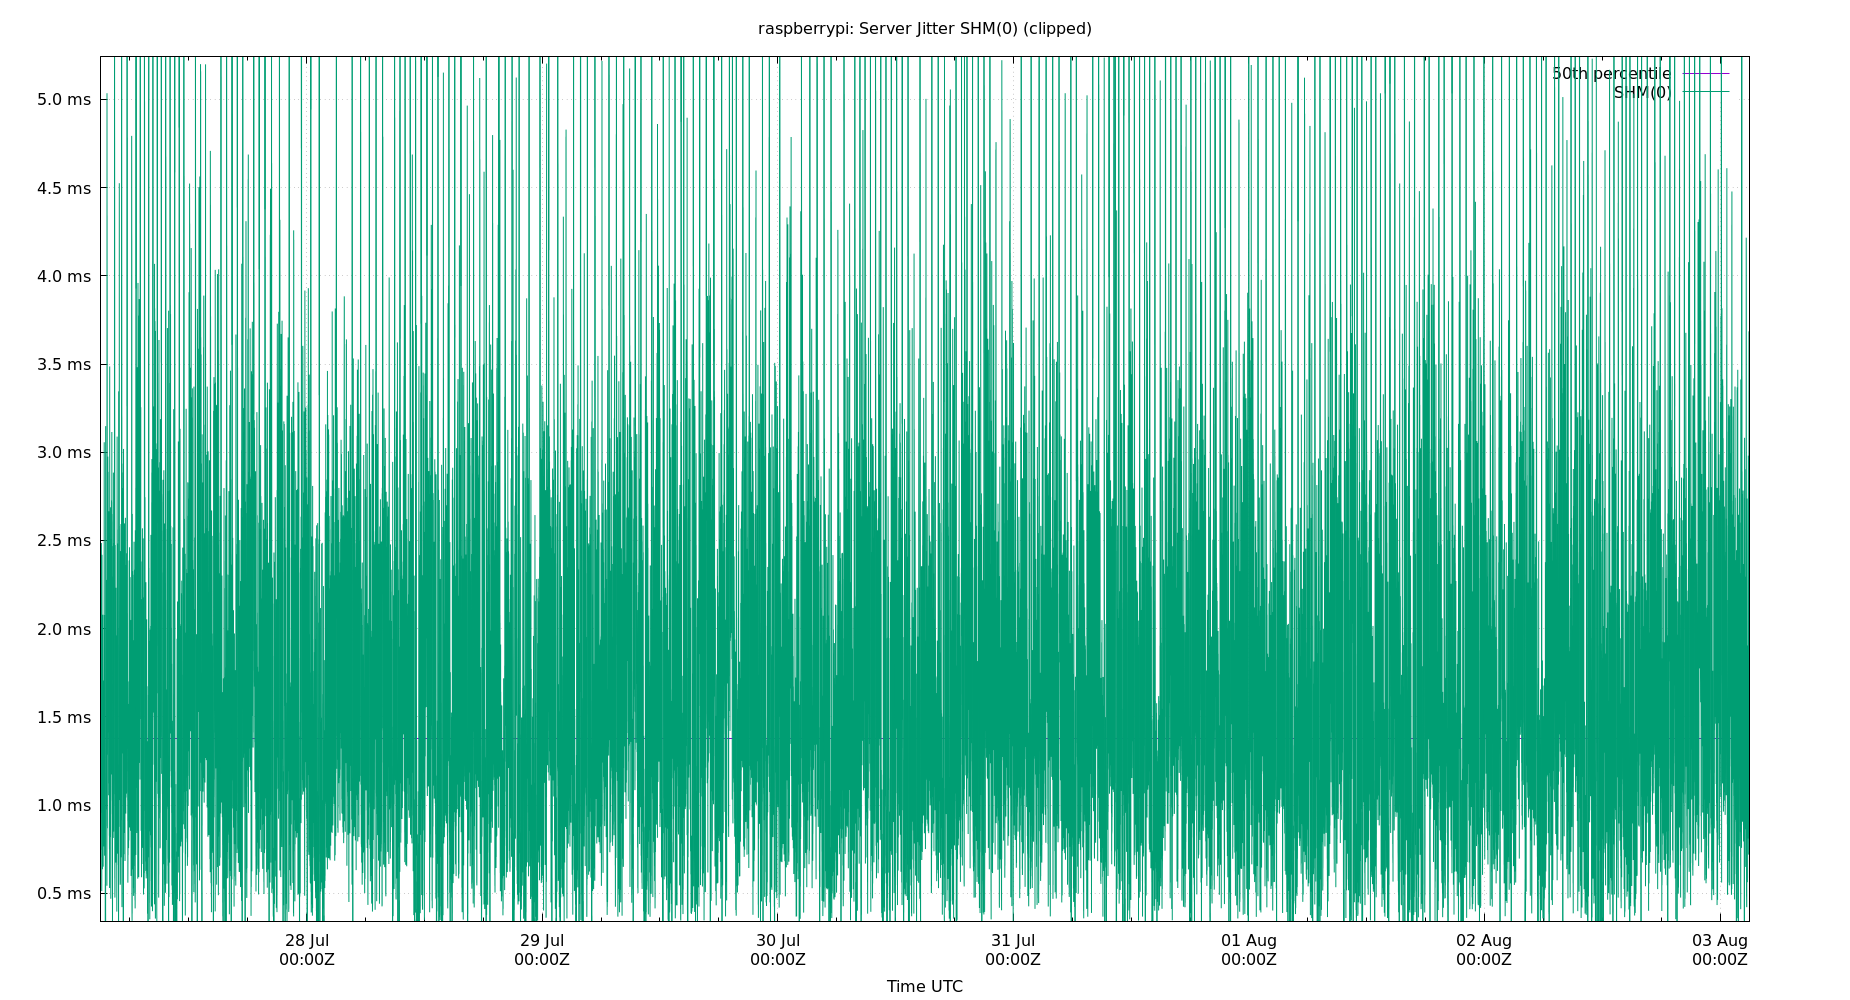 raspberrypi: Server Jitter SHM(0) (clipped)
50th percentile
SHM(0)
5.0 ms
4.5 ms
4.0 ms
3.5 ms
3.0 ms
2.5 ms
2.0 ms
1.5 ms
1.0 ms
0.5 ms
28 Jul 29 Jul 30 Jul 31 Jul 01 Aug 02 Aug 03 Aug
00:00Z 00:00Z 00:00Z 00:00Z 00:00Z 00:00Z 00:00Z
Time UTC